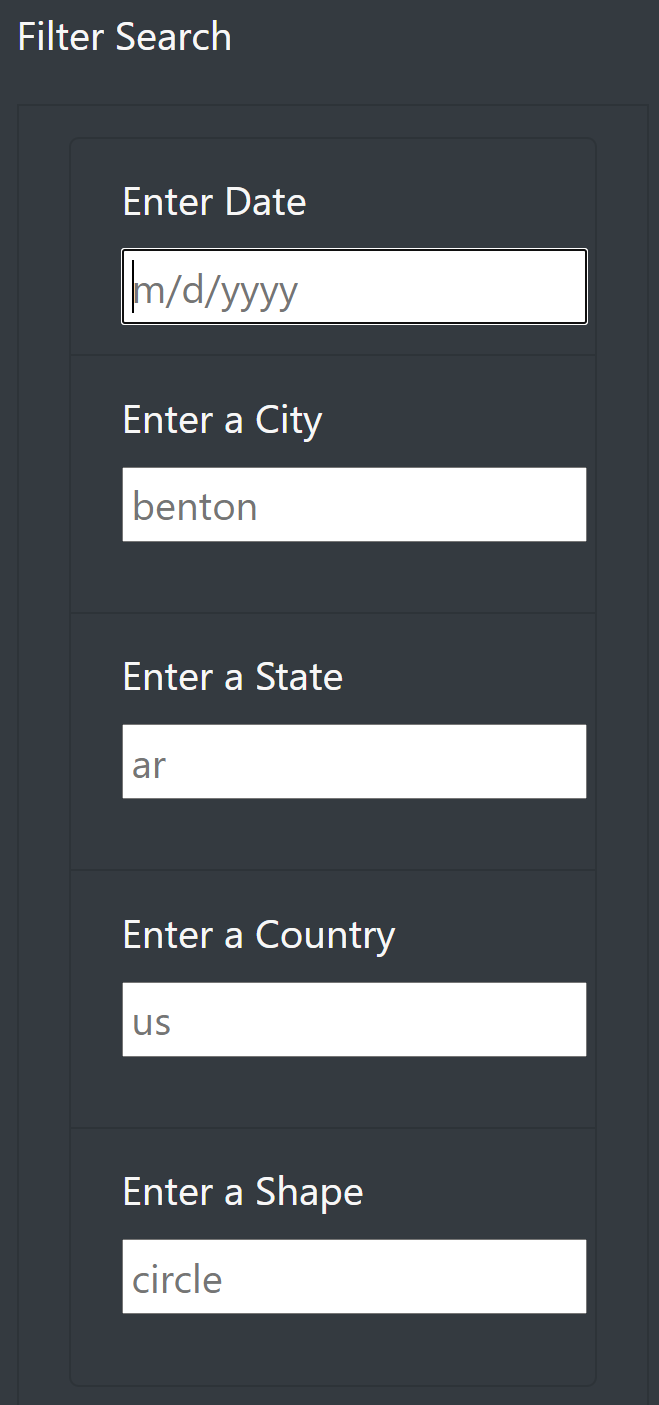 Filter Search
Enter Date
m/d/yyyy
Enter a City
benton
Enter a State
ar
Enter a Country
us
Enter a Shape
circle